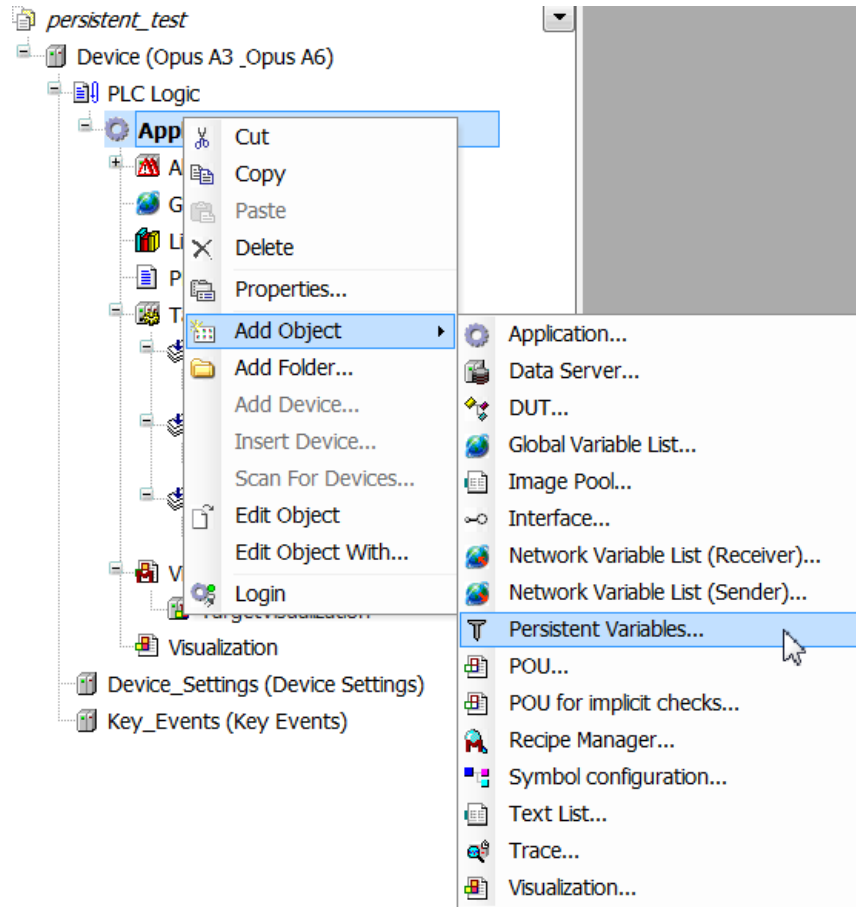 persistent_test
Device (Opus A3 _Opus A6)
PLC Logic
App
Cut
Copy
Paste
Delete
Properties...
Add Object
Add Folder...
Add Device...
Insert Device...
Scan For Devices...
Edit Object
Edit Object With...
Login
Application...
Data Server...
DUT...
Global Variable List...
Image Pool...
Interface...
Network Variable List (Receiver)...
Network Variable List (Sender)...
Persistent Variables...
POU...
POU for implicit checks...
Recipe Manager...
Symbol configuration...
Text List...
Trace...
Visualization...
Visualization
Device_Settings (Device Settings)
Key_Events (Key Events)